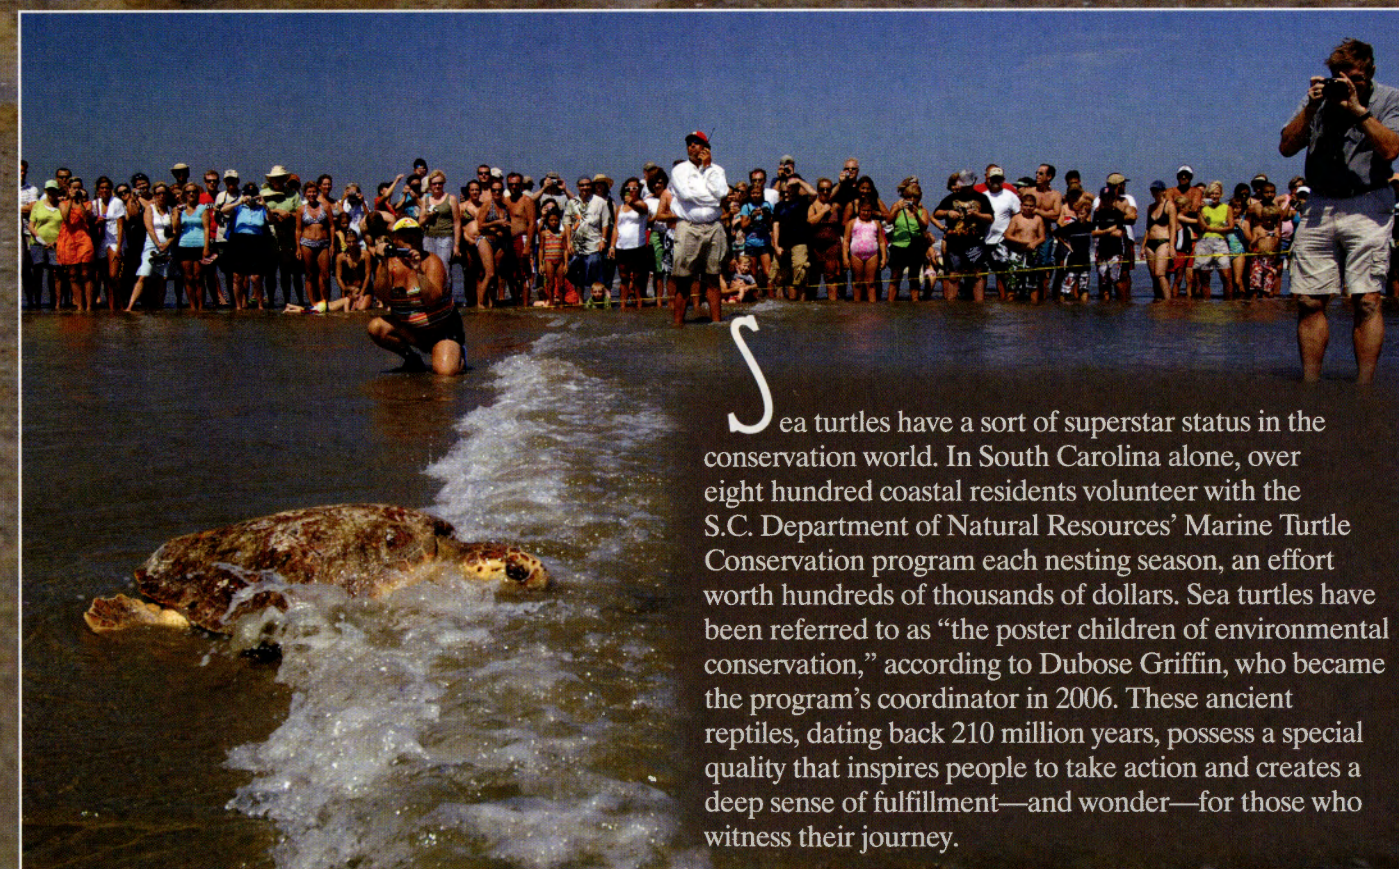 Sea turtles have a sort of superstar status in the
conservation world. In South Carolina alone, over
eight hundred coastal residents volunteer with the
S.C. Department of Natural Resources’ Marine Turtle
Conservation program each nesting season, an effort
worth hundreds of thousands of dollars. Sea turtles have
been referred to as “the poster children of environmental
conservation,” according to Dubose Griffin, who became
the program’s coordinator in 2006. These ancient
reptiles, dating back 210 million years, possess a special
quality that inspires people to take action and creates a
deep sense of fulfillment—and wonder—for those who
witness their journey.